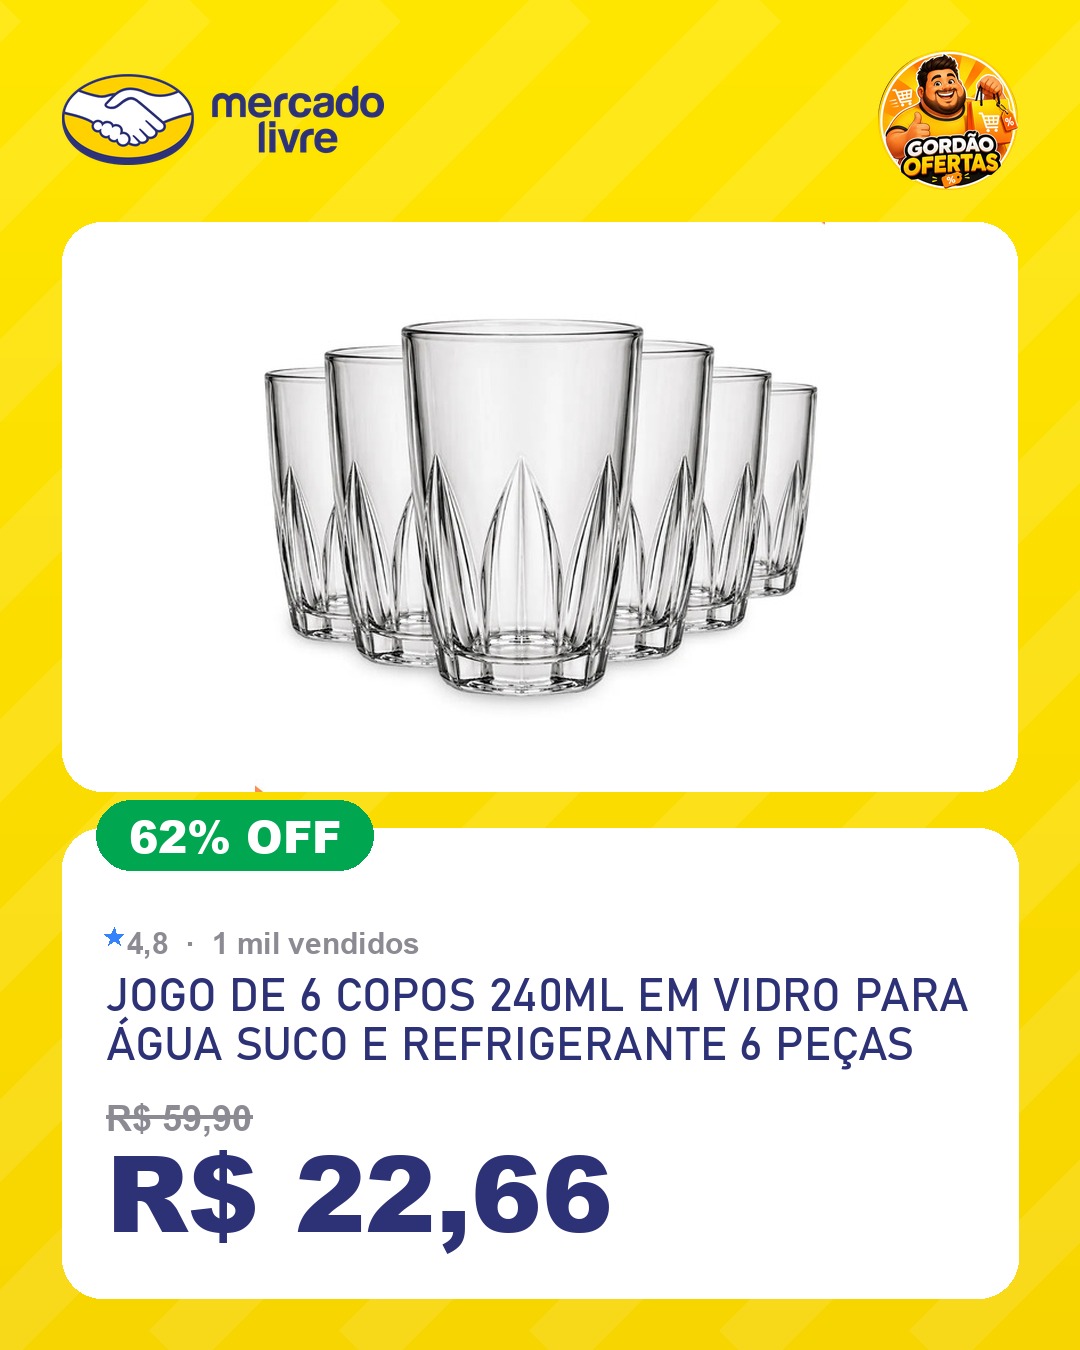 mercado
livre
GORDÃO
OFERTAS
%
%
62% OFF
4,8 · 1 mil vendidos
JOGO DE 6 COPOS 240ML EM VIDRO PARA
ÁGUA SUCO E REFRIGERANTE 6 PEÇAS
R$ 59,90
R$ 22,66